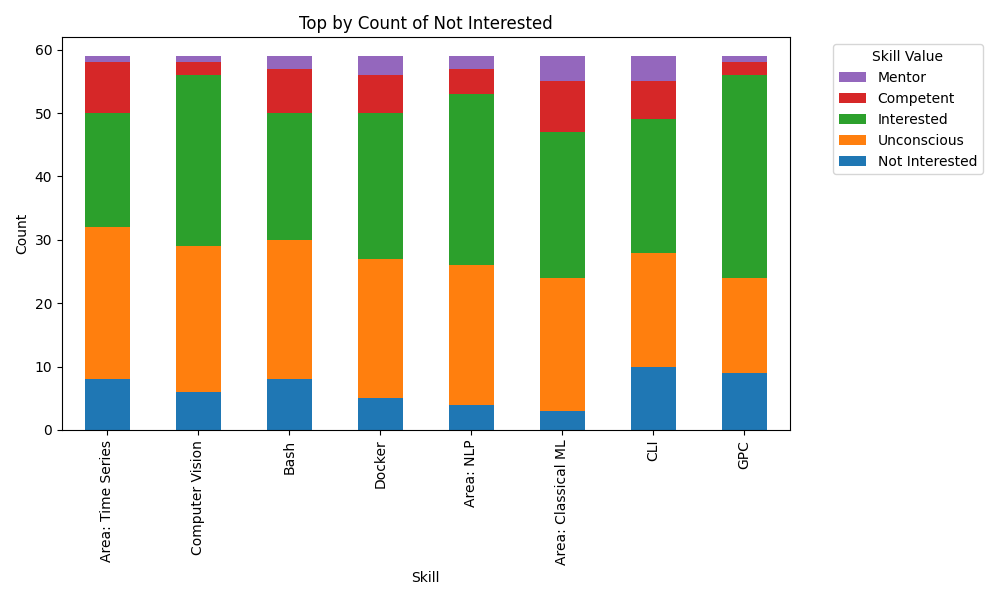 Top by Count of Not Interested
Skill Value
Mentor
Competent
Interested
Unconscious
Not Interested
Count
60
50
40
30
20
10
0
Area: Time Series
Computer Vision
Bash
Docker
Area: NLP
Area: Classical ML
CLI
GPC
Skill